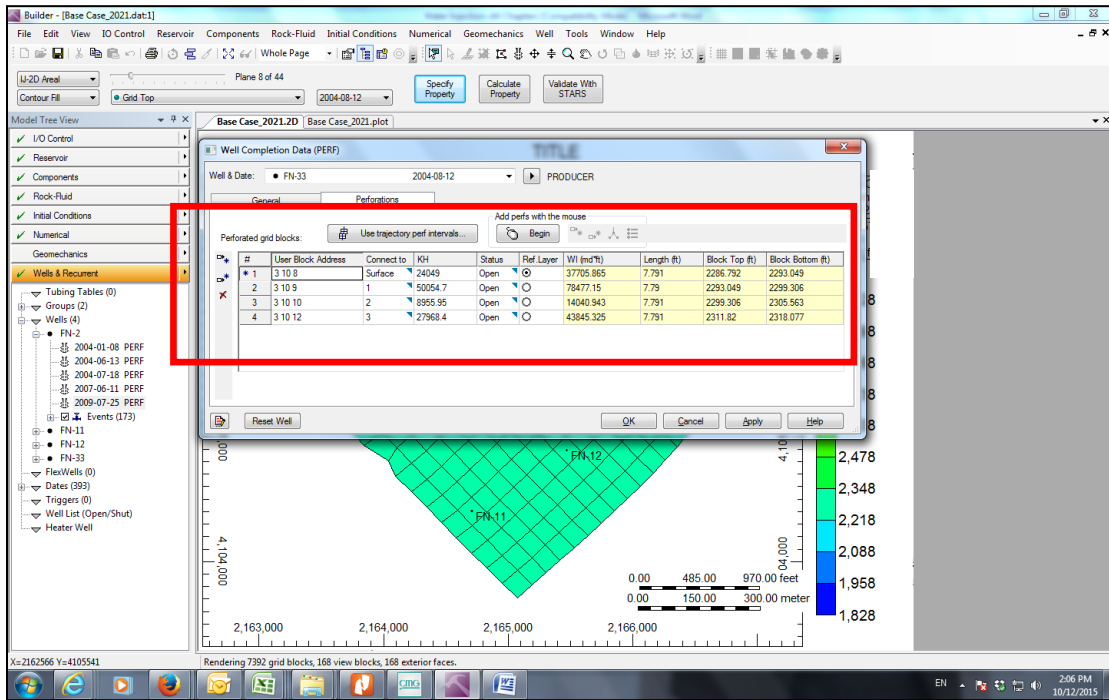 Builder - [Base Case_2021.dat:1]
File Edit View IO Control Reservoir Components Rock-Fluid Initial Conditions Numerical Geomechanics Well Tools Window Help
Whole Page
IJ-2D Areal
Plane 8 of 44
Specify Property
Calculate Property
Validate With STARS
Contour Fill
Grid Top
2004-08-12
Model Tree View
Base Case_2021.2D Base Case_2021.plot
I/O Control
Reservoir
Components
Rock-Fluid
Initial Conditions
Numerical
Geomechanics
Wells & Recurrent
Tubing Tables (0)
Groups (2)
Wells (4)
FN-2
2004-01-08 PERF
2004-06-13 PERF
2004-07-18 PERF
2007-06-11 PERF
2009-07-25 PERF
Events (173)
FN-11
FN-12
FN-33
FlexWells (0)
Dates (393)
Triggers (0)
Well List (Open/Shut)
Heater Well
TITLE
Well Completion Data (PERF)
Well & Date: FN-33 2004-08-12 PRODUCER
General Perforations
Add perfs with the mouse
Perforated grid blocks: Use trajectory perf intervals... Begin
# User Block Address Connect to KH Status Ref.Layer WI (md*ft) Length (ft) Block Top (ft) Block Bottom (ft)
* 1 3 10 8 Surface 24049 Open 37705.865 7.791 2286.792 2293.049
2 3 10 9 1 50054.7 Open 78477.15 7.79 2293.049 2299.306
3 3 10 10 2 8955.95 Open 14040.943 7.791 2299.306 2305.563
4 3 10 12 3 27968.4 Open 43845.325 7.791 2311.82 2318.077
Reset Well OK Cancel Apply Help
8
8
8
8
8
2,478
2,348
2,218
2,088
1,958
1,828
FN-12
FN-11
4,104,000
0.00 485.00 970.00 feet
0.00 150.00 300.00 meter
2,163,000 2,164,000 2,165,000 2,166,000
X=2162566 Y=4105541
Rendering 7392 grid blocks, 168 view blocks, 168 exterior faces.
CMG
EN
2:06 PM
10/12/2015